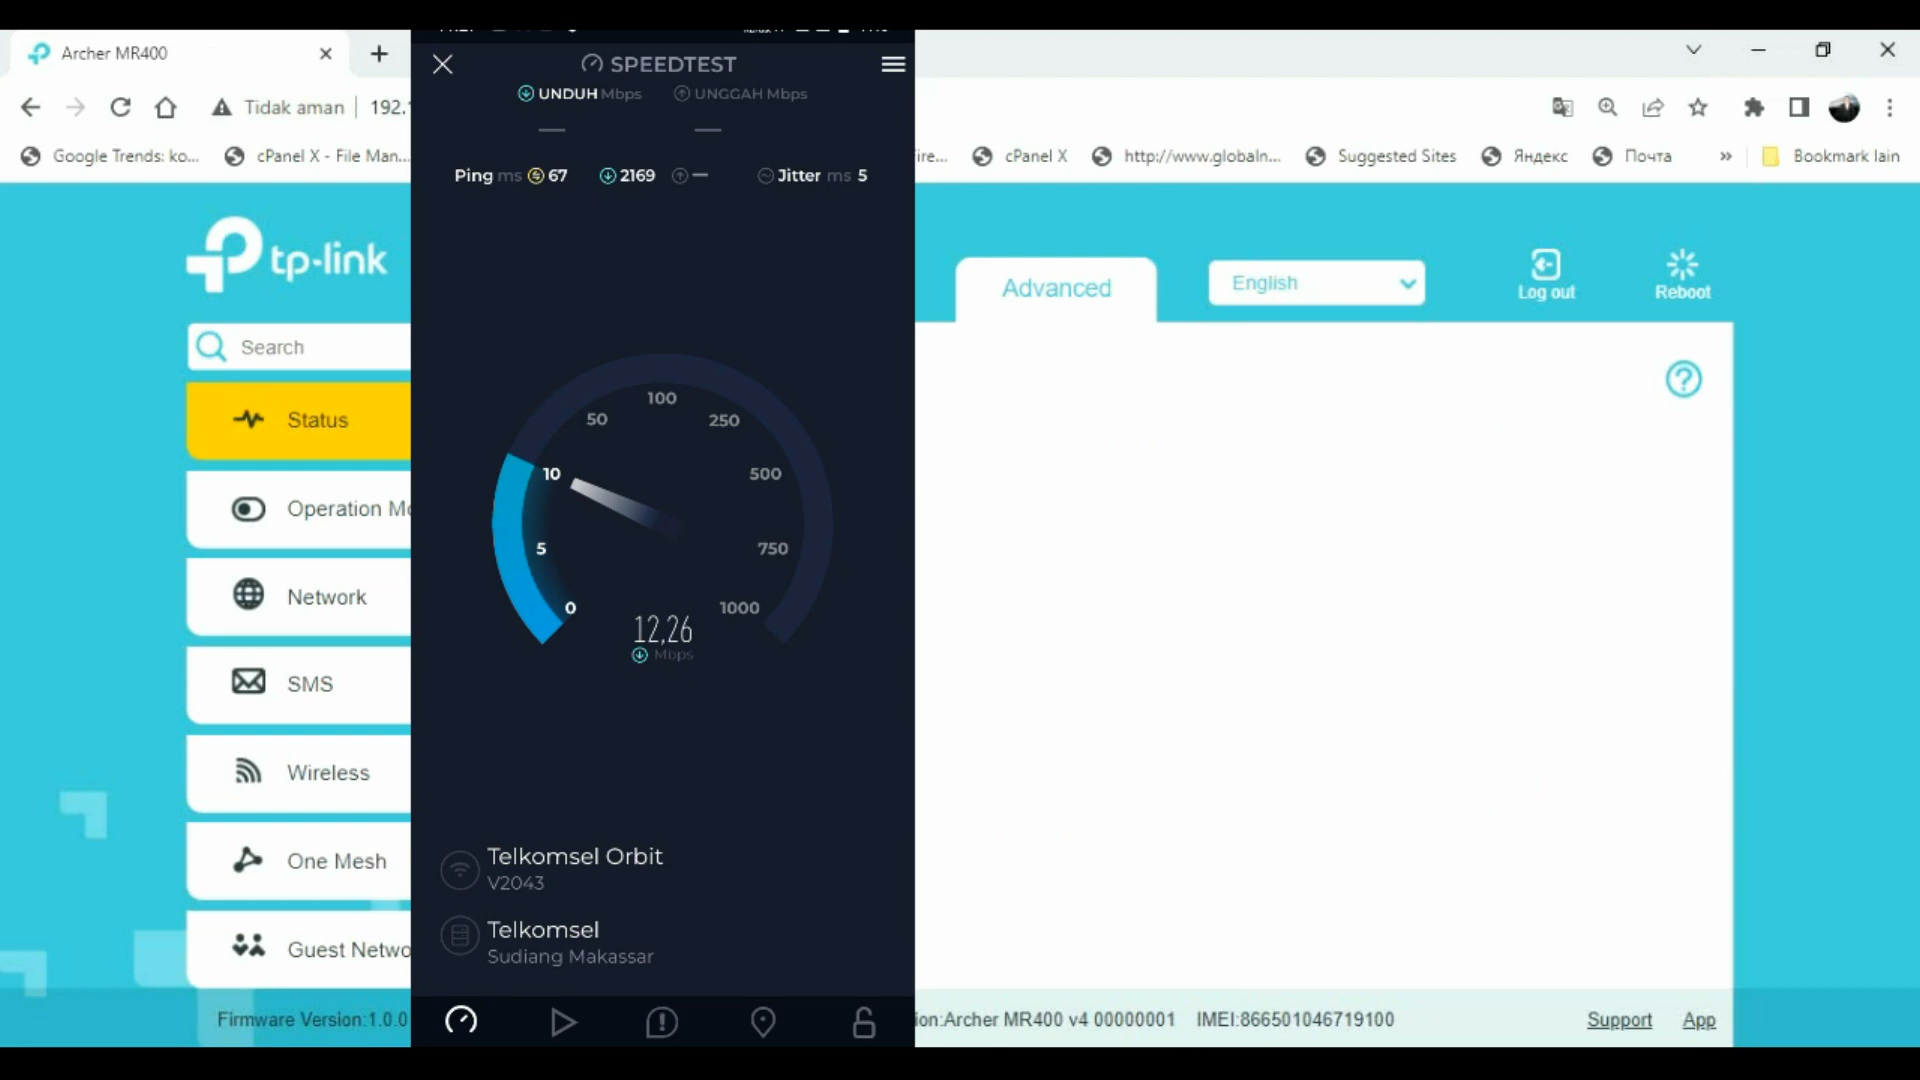 Archer MR400
Tidak aman
192.
Google Trends: ko...
cPanel X - File Man...
ire...
cPanel X
http://www.globaln...
Suggested Sites
Яндекс
Почта
»
Bookmark lain
tp-link
Advanced
English
Log out
Reboot
Search
Status
Operation Mo
Network
SMS
Wireless
One Mesh
Guest Netwo
Firmware Version:1.0.0
ion:Archer MR400 v4 00000001
IMEI:866501046719100
Support
App
SPEEDTEST
UNDUH Mbps
UNGGAH Mbps
— —
Ping ms 67
2169
—
Jitter ms 5
100
50
250
10
500
5
750
0
1000
12,26
Mbps
Telkomsel Orbit
V2043
Telkomsel
Sudiang Makassar